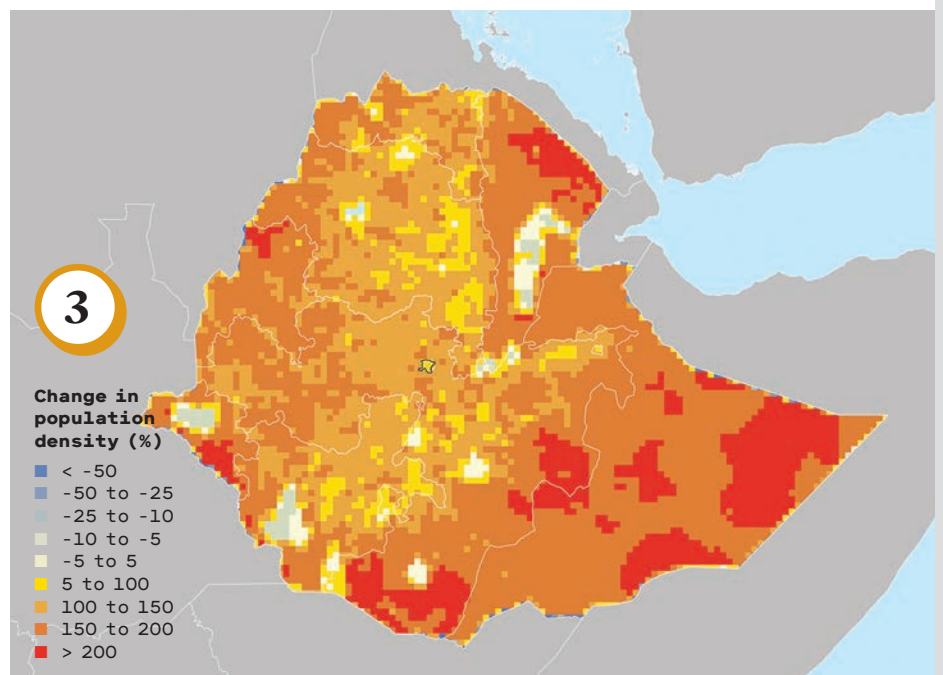 3
Change in
population
density (%)
< -50
-50 to -25
-25 to -10
-10 to -5
-5 to 5
5 to 100
100 to 150
150 to 200
> 200